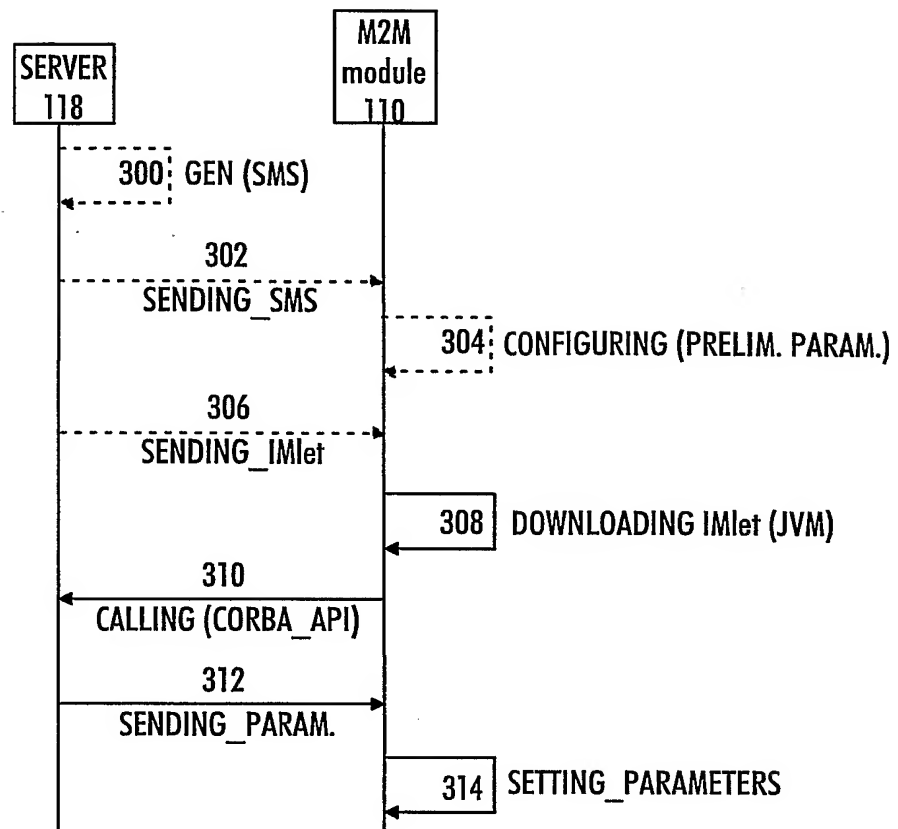 SERVER
118
M2M
module
110
300 GEN (SMS)
302
SENDING_SMS
304 CONFIGURING (PRELIM. PARAM.)
306
SENDING_IMlet
308 DOWNLOADING IMlet (JVM)
310
CALLING (CORBA_API)
312
SENDING_PARAM.
314 SETTING_PARAMETERS